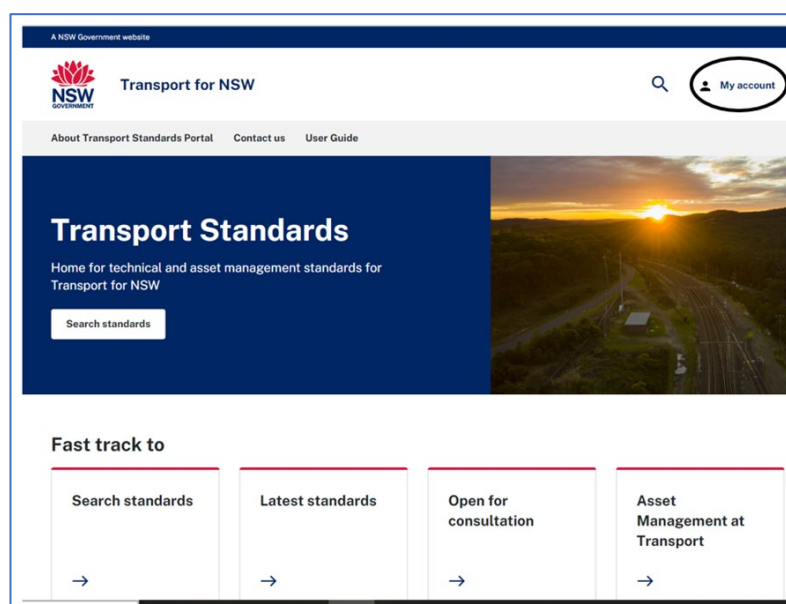 A NSW Government website
NSW
GOVERNMENT
Transport for NSW
My account
About Transport Standards Portal Contact us User Guide
Transport Standards
Home for technical and asset management standards for
Transport for NSW
Search standards
Fast track to
Search standards
Latest standards
Open for
consultation
Asset
Management at
Transport